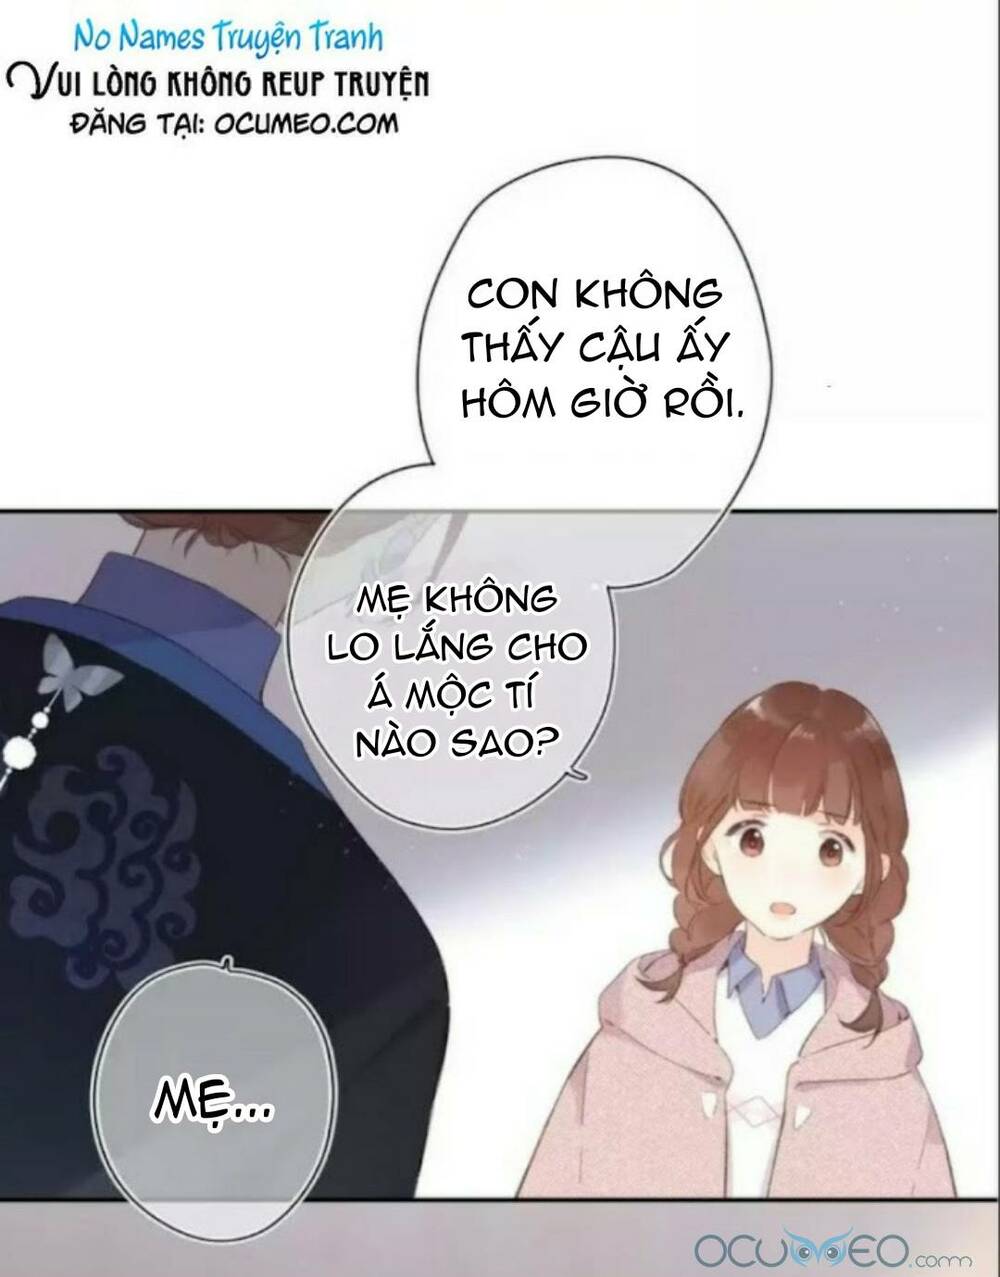 No Names Truyện Tranh
Vui lòng không reup truyện
Đăng tại: ocumeo.com
CON KHÔNG
THẤY CẬU ẤY
HÔM GIỜ RỒI.
MẸ KHÔNG
LO LẮNG CHO
Á MỘC TÍ
NÀO SAO?
MẸ...
OCUMEO.com